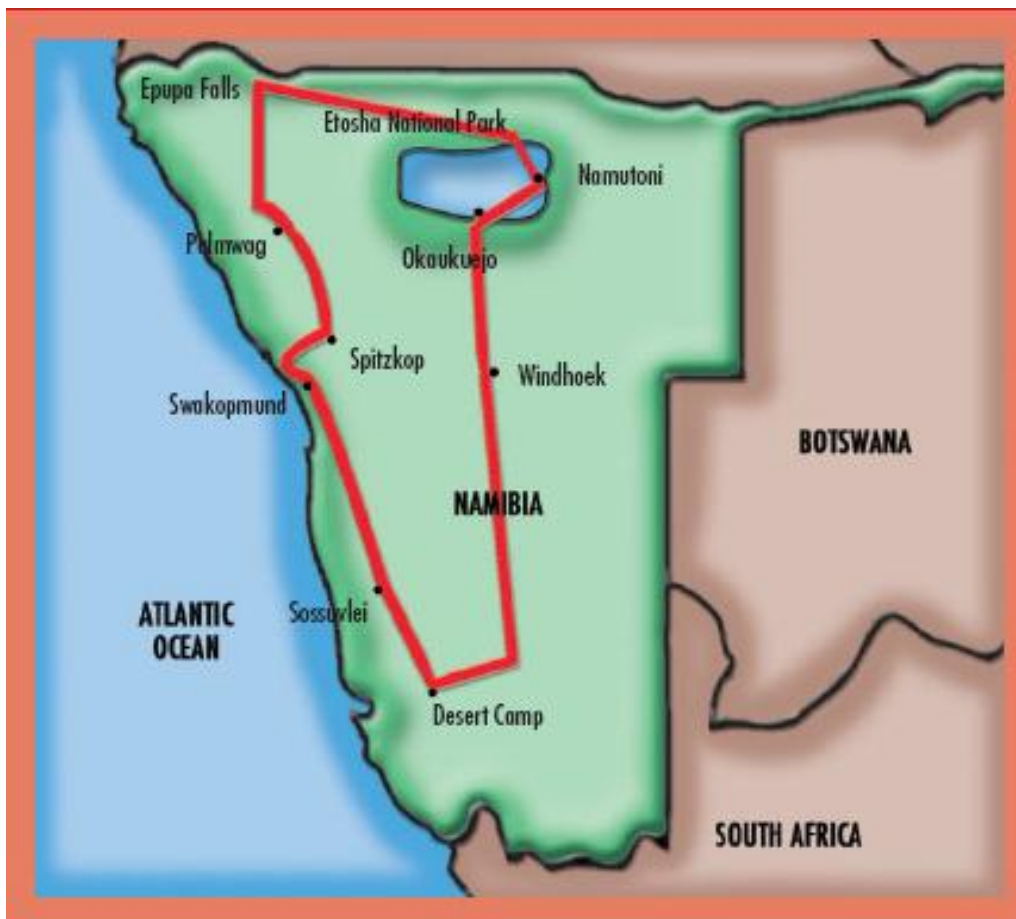 Epupa Falls
Etosha National Park
Namutoni
Palmwag
Okaukuejo
Spitzkop
Windhoek
Swakopmund
BOTSWANA
NAMIBIA
ATLANTIC
OCEAN
Sossuvlei
Desert Camp
SOUTH AFRICA